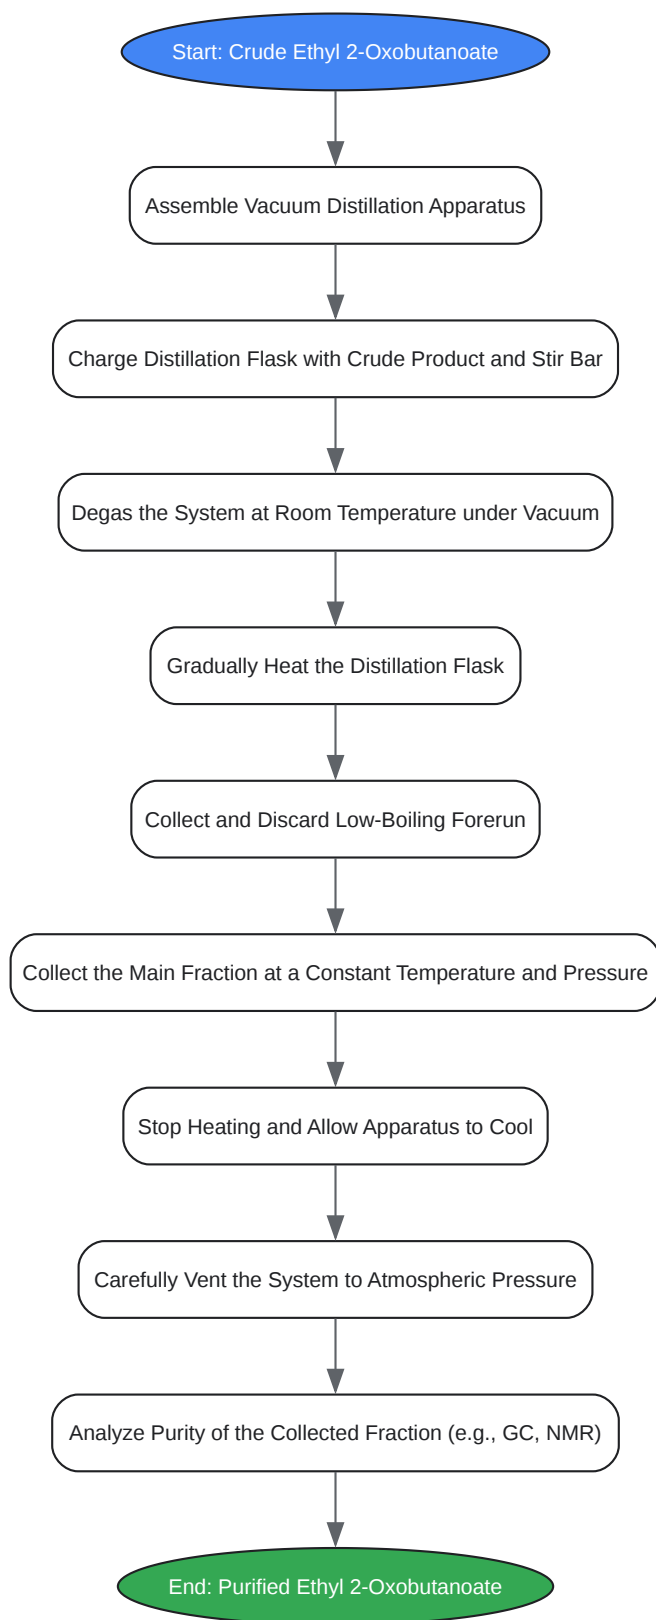 Start: Crude Ethyl 2-Oxobutanoate
Assemble Vacuum Distillation Apparatus
Charge Distillation Flask with Crude Product and Stir Bar
Degas the System at Room Temperature under Vacuum
Gradually Heat the Distillation Flask
Collect and Discard Low-Boiling Forerun
Collect the Main Fraction at a Constant Temperature and Pressure
Stop Heating and Allow Apparatus to Cool
Carefully Vent the System to Atmospheric Pressure
Analyze Purity of the Collected Fraction (e.g., GC, NMR)
End: Purified Ethyl 2-Oxobutanoate